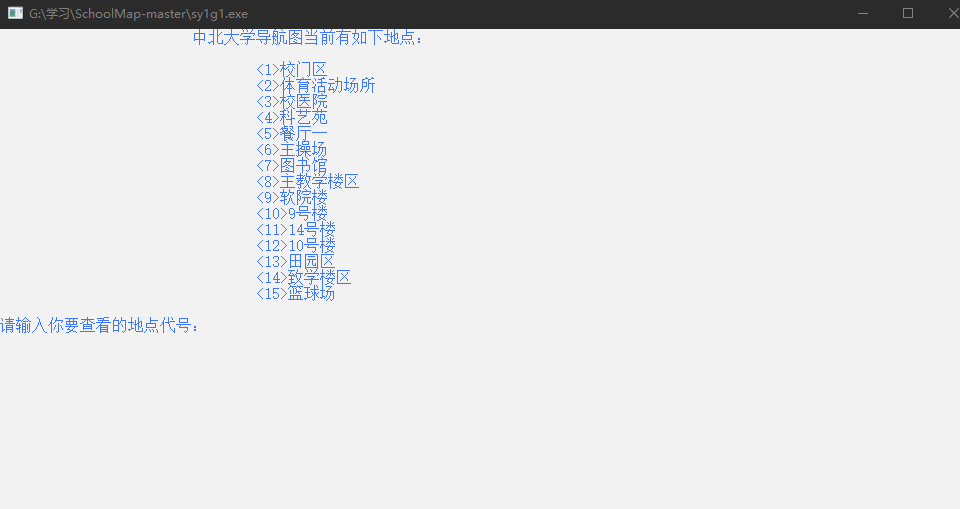 G:\学习\SchoolMap-master\sy1g1.exe
中北大学导航图当前有如下地点：
<1>校门区
<2>体育活动场所
<3>校医院
<4>科艺苑
<5>餐厅一
<6>主操场
<7>图书馆
<8>主教学楼区
<9>软院楼
<10>9号楼
<11>14号楼
<12>10号楼
<13>田园区
<14>致学楼区
<15>篮球场
请输入你要查看的地点代号：